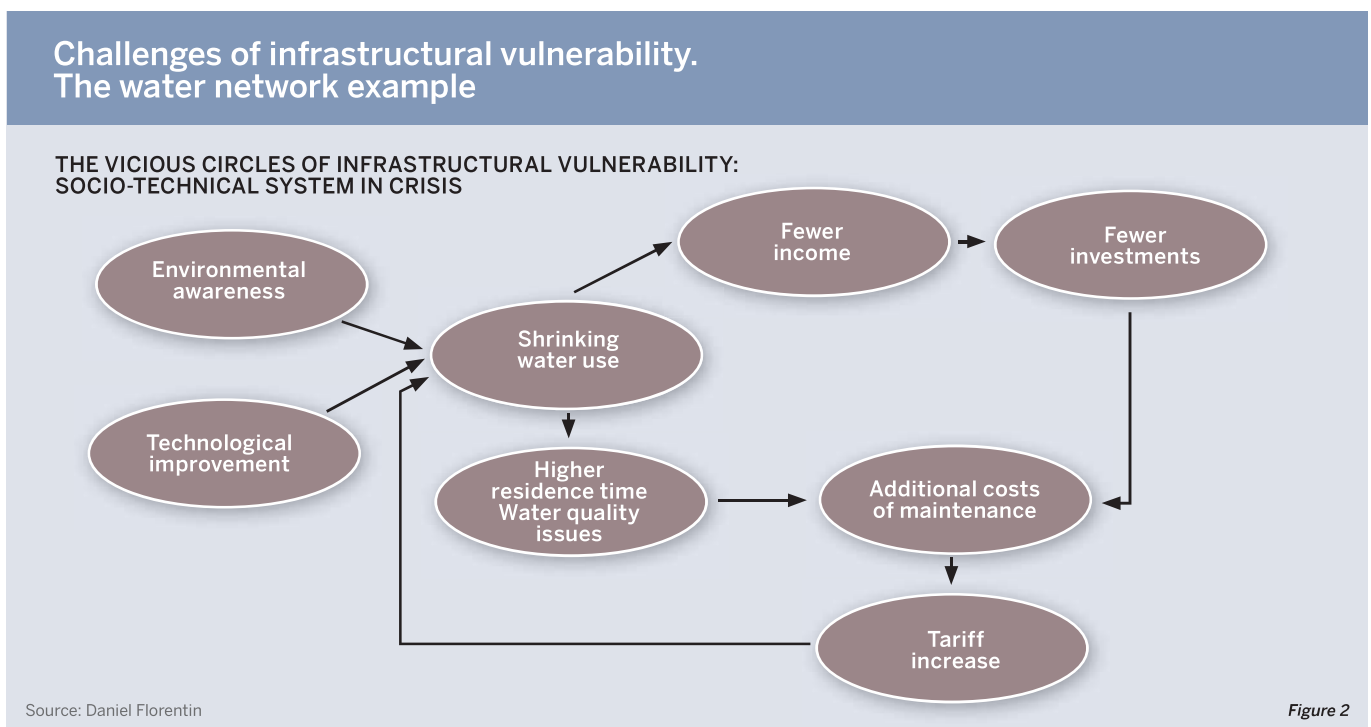 Challenges of infrastructural vulnerability.
The water network example
THE VICIOUS CIRCLES OF INFRASTRUCTURAL VULNERABILITY:
SOCIO-TECHNICAL SYSTEM IN CRISIS
Environmental
awareness
Technological
improvement
Shrinking
water use
Fewer
income
Fewer
investments
Higher
residence time
Water quality
issues
Additional costs
of maintenance
Tariff
increase
Source: Daniel Florentin
Figure 2